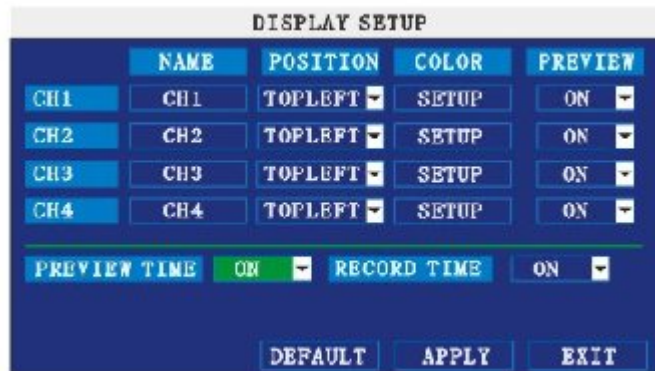 DISPLAY SETUP
NAME POSITION COLOR PREVIEW
CH1 CH1 TOPLEFT SETUP ON
CH2 CH2 TOPLEFT SETUP ON
CH3 CH3 TOPLEFT SETUP ON
CH4 CH4 TOPLEFT SETUP ON
PREVIEW TIME ON RECORD TIME ON
DEFAULT APPLY EXIT